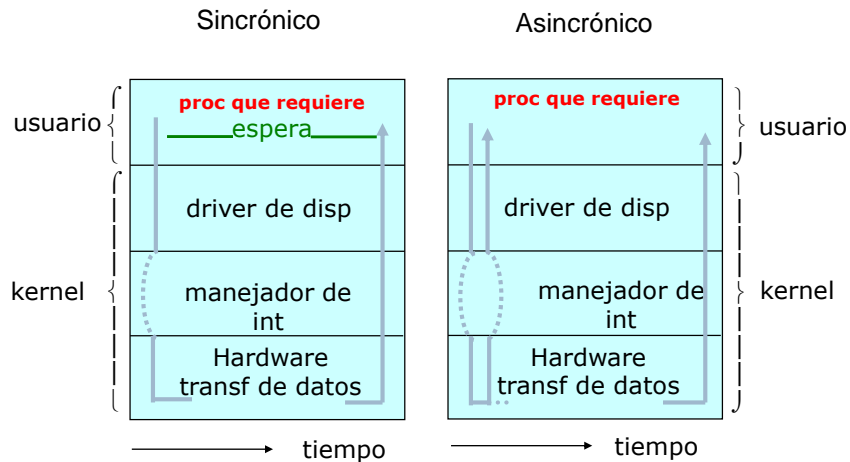 Sincrónico
Asincrónico
proc que requiere
espera
usuario
driver de disp
manejador de
int
kernel
Hardware
transf de datos
tiempo
proc que requiere
usuario
driver de disp
manejador de
int
kernel
Hardware
transf de datos
tiempo